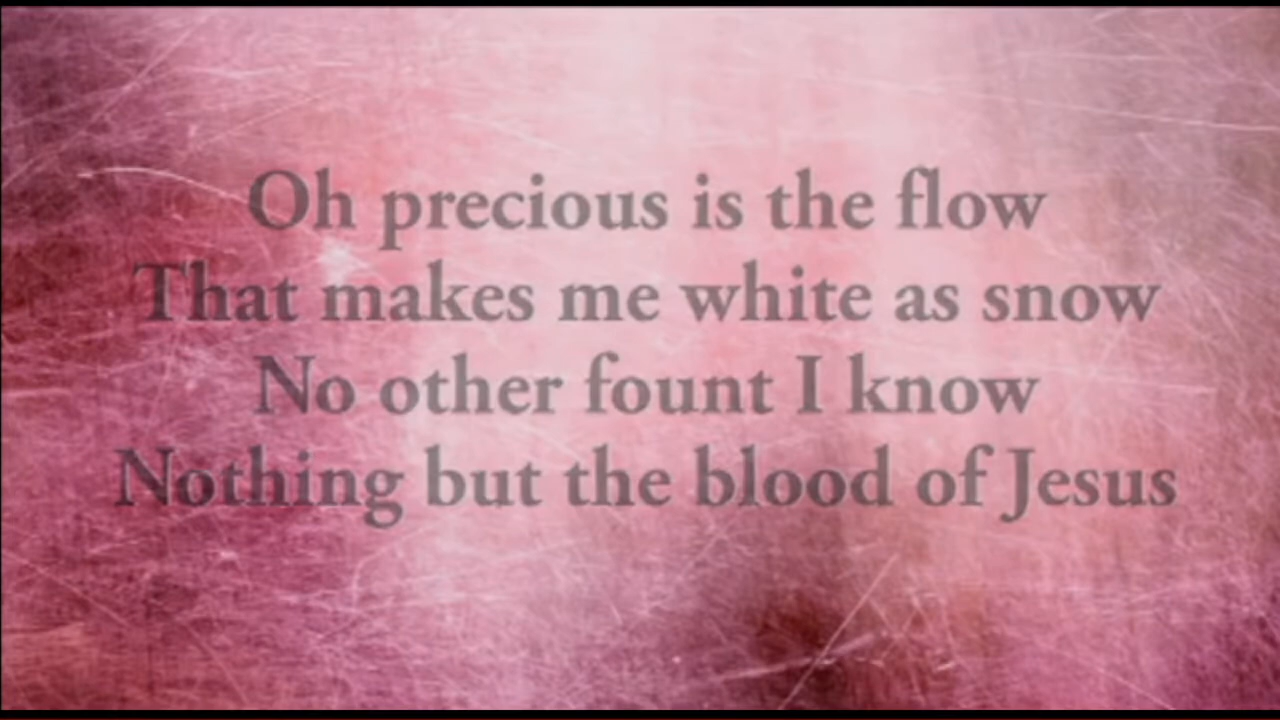 Oh precious is the flow
That makes me white as snow
No other fount I know
Nothing but the blood of Jesus